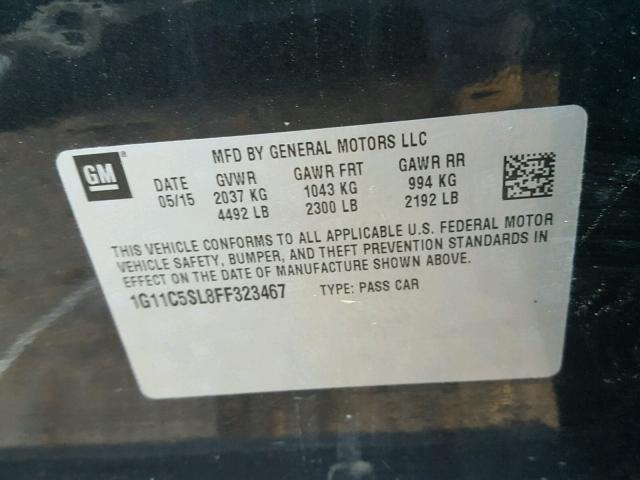 MFD BY GENERAL MOTORS LLC
GM®
DATE GVWR GAWR FRT GAWR RR
05/15 2037 KG 1043 KG 994 KG
4492 LB 2300 LB 2192 LB
THIS VEHICLE CONFORMS TO ALL APPLICABLE U.S. FEDERAL MOTOR
VEHICLE SAFETY, BUMPER, AND THEFT PREVENTION STANDARDS IN
EFFECT ON THE DATE OF MANUFACTURE SHOWN ABOVE.
1G11C5SL8FF323467 TYPE: PASS CAR